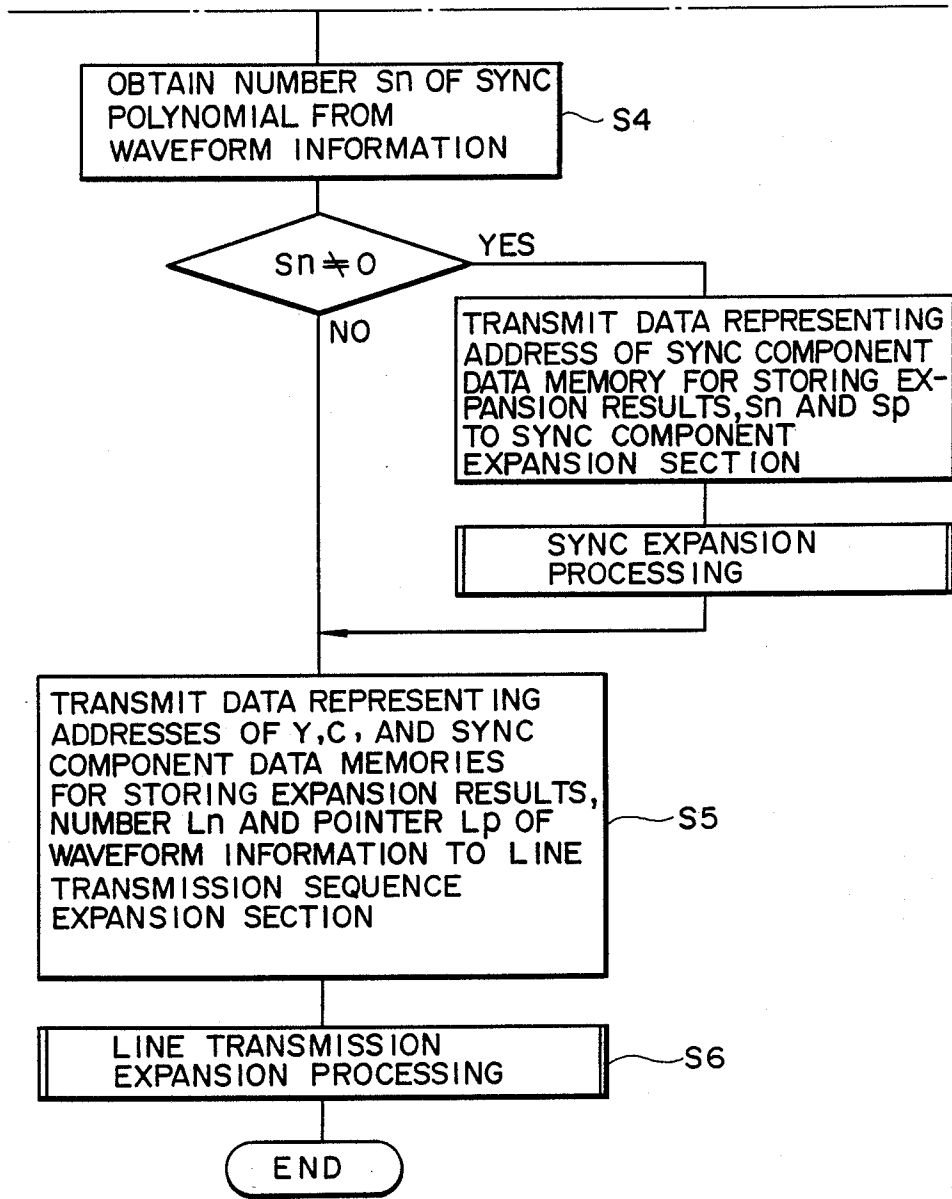 OBTAIN NUMBER Sn OF SYNC
POLYNOMIAL FROM
WAVEFORM INFORMATION
S4
Sn ≠ 0
YES
NO
TRANSMIT DATA REPRESENTING
ADDRESS OF SYNC COMPONENT
DATA MEMORY FOR STORING EX-
PANSION RESULTS, Sn AND Sp
TO SYNC COMPONENT
EXPANSION SECTION
SYNC EXPANSION
PROCESSING
TRANSMIT DATA REPRESENTING
ADDRESSES OF Y, C, AND SYNC
COMPONENT DATA MEMORIES
FOR STORING EXPANSION RESULTS,
NUMBER Ln AND POINTER Lp OF
WAVEFORM INFORMATION TO LINE
TRANSMISSION SEQUENCE
EXPANSION SECTION
S5
LINE TRANSMISSION
EXPANSION PROCESSING
S6
END